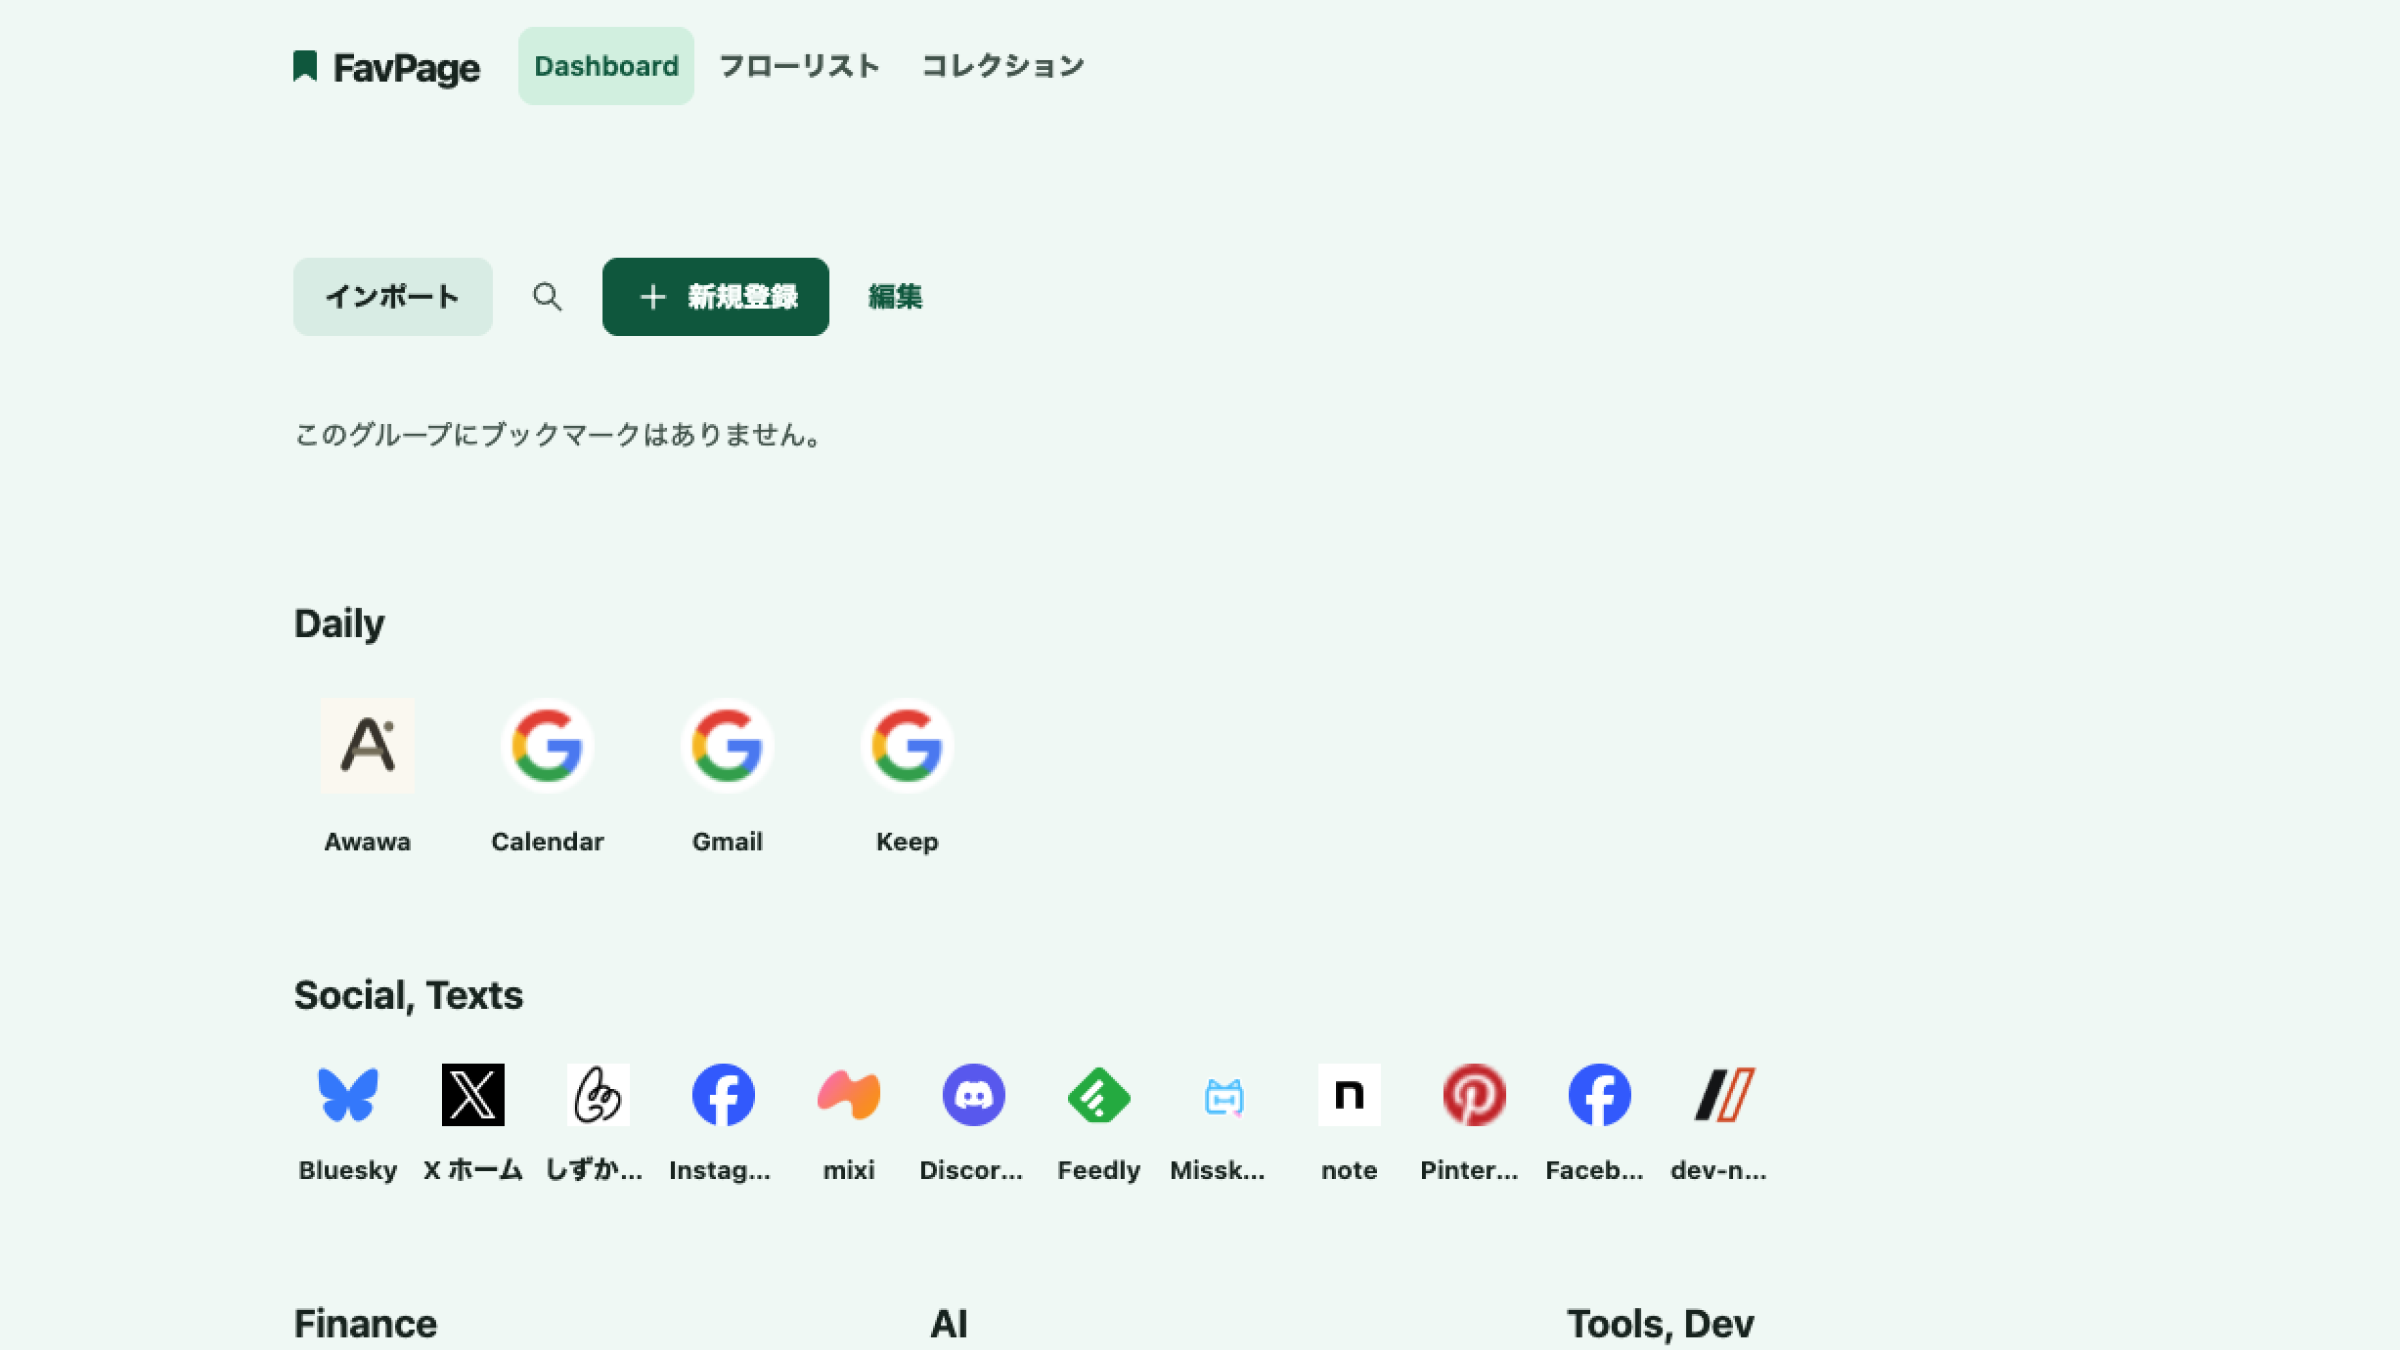 FavPage Dashboard フローリスト コレクション
インポート 新規登録 編集
このグループにブックマークはありません。
Daily
Awawa Calendar Gmail Keep
Social, Texts
Bluesky X ホーム しずか... Instag... mixi Discor... Feedly Missk... note Pinter... Faceb... dev-n...
Finance AI Tools, Dev